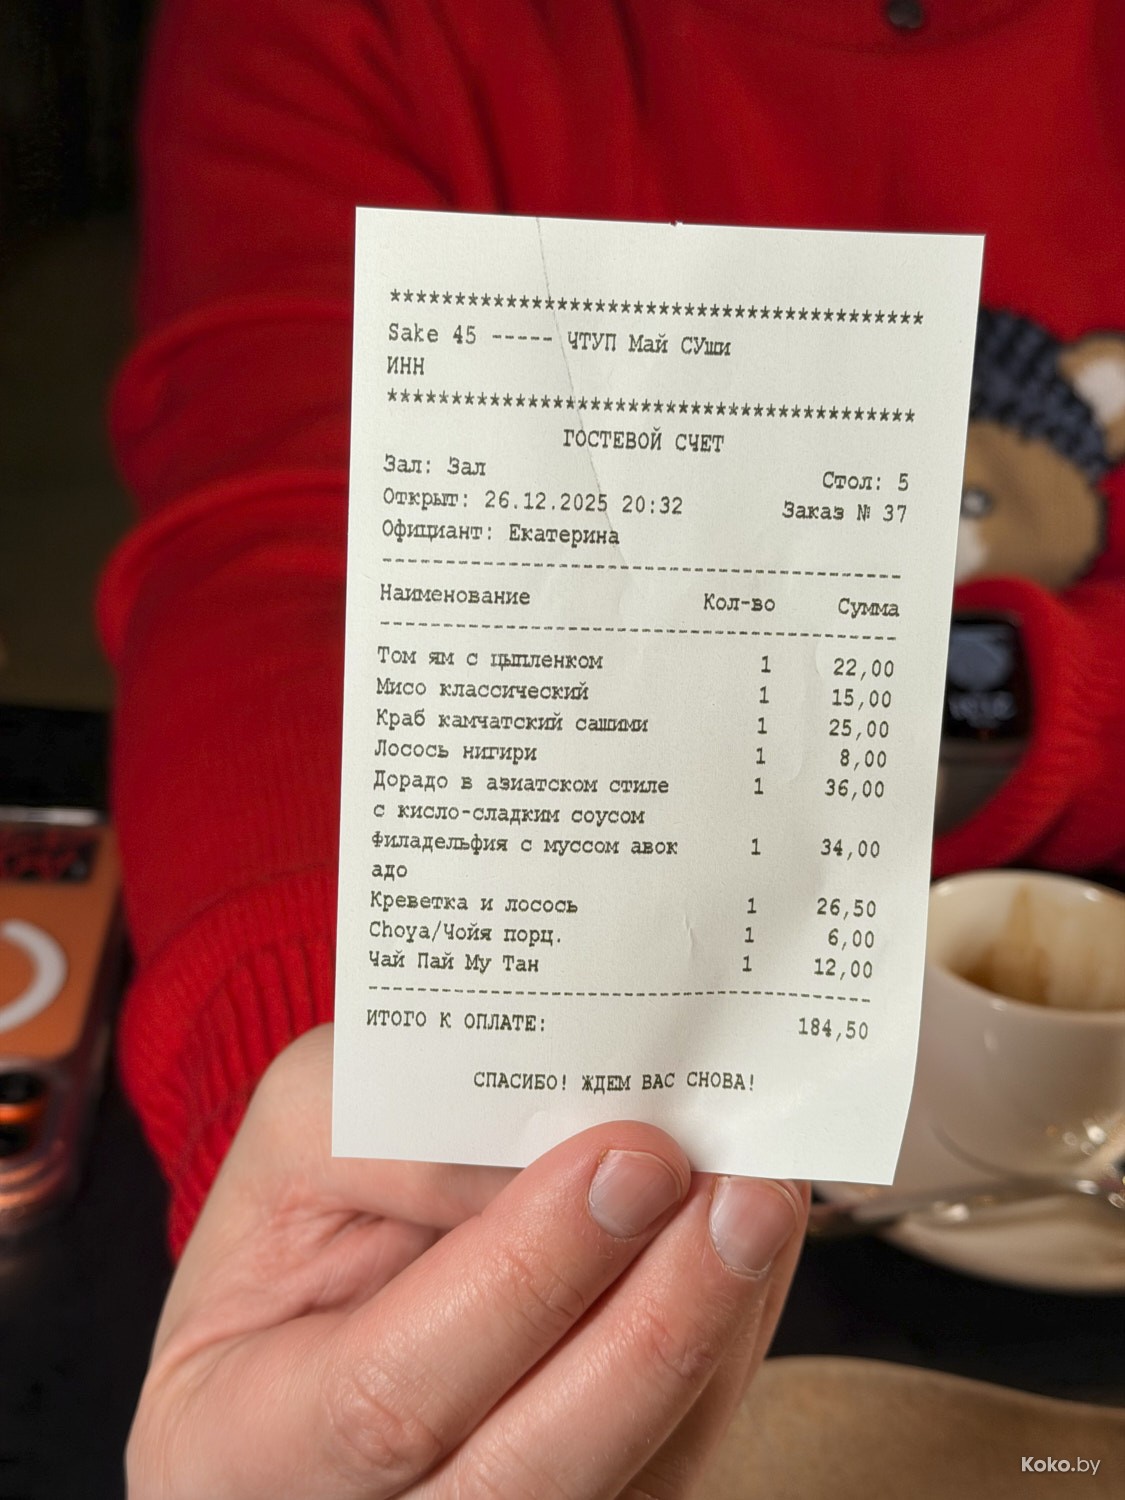 ******************************************
Sake 45 ----- ЧТУП Май СУши
ИНН
******************************************
ГОСТЕВОЙ СЧЕТ
Зал: Зал Стол: 5
Открыт: 26.12.2025 20:32 Заказ № 37
Официант: Екатерина
------------------------------------------
Наименование Кол-во Сумма
------------------------------------------
Том ям с цыпленком 1 22,00
Мисо классический 1 15,00
Краб камчатский сашими 1 25,00
Лосось нигири 1 8,00
Дорадо в азиатском стиле 1 36,00
с кисло-сладким соусом
Филадельфия с муссом авок 1 34,00
адо
Креветка и лосось 1 26,50
Choya/Чойя порц. 1 6,00
Чай Пай Му Тан 1 12,00
------------------------------------------
ИТОГО К ОПЛАТЕ: 184,50
СПАСИБО! ЖДЕМ ВАС СНОВА!
Koko.by